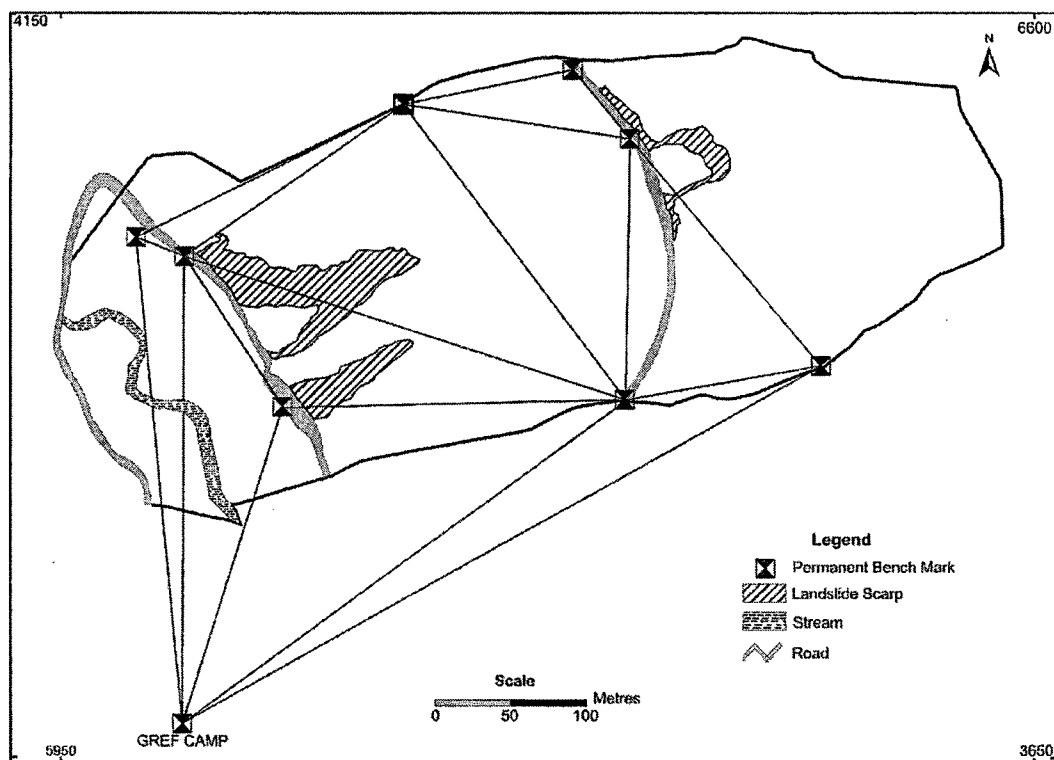 4150
6600
N
Legend
Permanent Bench Mark
Landslide Scarp
Stream
Road
Scale
Metres
0 50 100
GREF CAMP
5950
3650